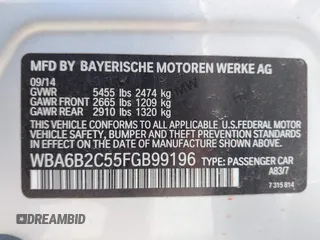 MFD BY BAYERISCHE MOTOREN WERKE AG
09/14
GVWR 5455 lbs 2474 kg
GAWR FRONT 2665 lbs 1209 kg
GAWR REAR 2910 lbs 1320 kg
THIS VEHICLE CONFORMS TO ALL APPLICABLE U.S.FEDERAL MOTOR
VEHICLE SAFETY, BUMPER, AND THEFT PREVENTION STANDARDS IN
EFFECT ON THE DATE OF MANUFACTURE SHOWN ABOVE.
WBA6B2C55FGB99196 TYPE: PASSENGER CAR
A83/7
7 315 814